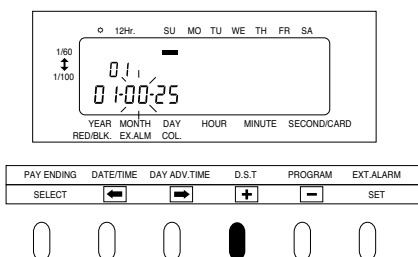 ☼ 12Hr. SU MO TU WE TH FR SA
1/60
↕
1/100
01
01-00-25
YEAR MONTH DAY HOUR MINUTE SECOND/CARD
RED/BLK. EX.ALM COL.
PAY ENDING DATE/TIME DAY ADV.TIME D.S.T PROGRAM EXT.ALARM
SELECT ← → + − SET